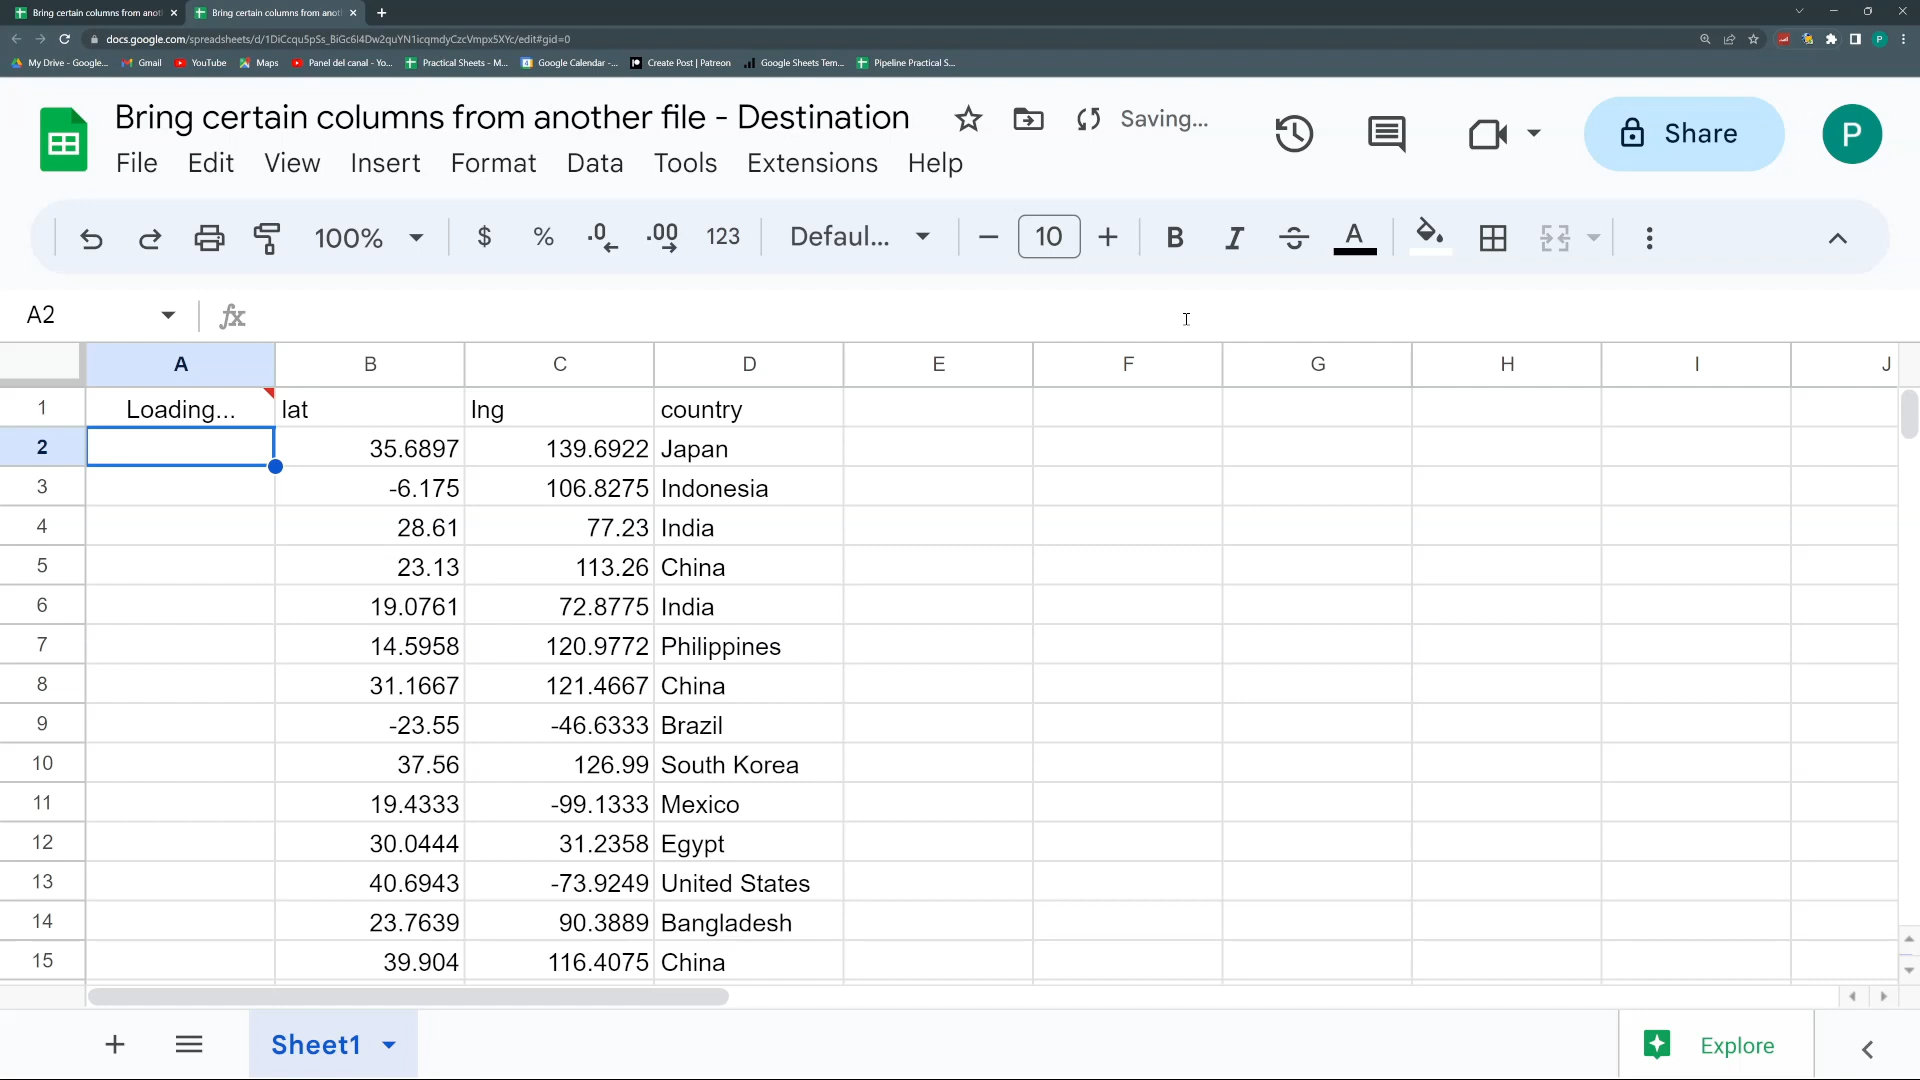 Bring certain columns from anot
Bring certain columns from anot
docs.google.com/spreadsheets/d/1DiCcqu5pSs_BiGc6l4Dw2quYN1icqmdyCzcVmpx5XYc/edit#gid=0
P
My Drive - Google...
Gmail
YouTube
Maps
Panel del canal - Yo...
Practical Sheets - M...
Google Calendar -...
Create Post | Patreon
Google Sheets Tem...
Pipeline Practical S...
Bring certain columns from another file - Destination
Saving...
Share
P
File Edit View Insert Format Data Tools Extensions Help
100% $ % .0 .00 123 Defaul... 10 B I S A
A2 fx
A B C D E F G H I J
1 Loading... lat lng country
2 35.6897 139.6922 Japan
3 -6.175 106.8275 Indonesia
4 28.61 77.23 India
5 23.13 113.26 China
6 19.0761 72.8775 India
7 14.5958 120.9772 Philippines
8 31.1667 121.4667 China
9 -23.55 -46.6333 Brazil
10 37.56 126.99 South Korea
11 19.4333 -99.1333 Mexico
12 30.0444 31.2358 Egypt
13 40.6943 -73.9249 United States
14 23.7639 90.3889 Bangladesh
15 39.904 116.4075 China
Sheet1
Explore